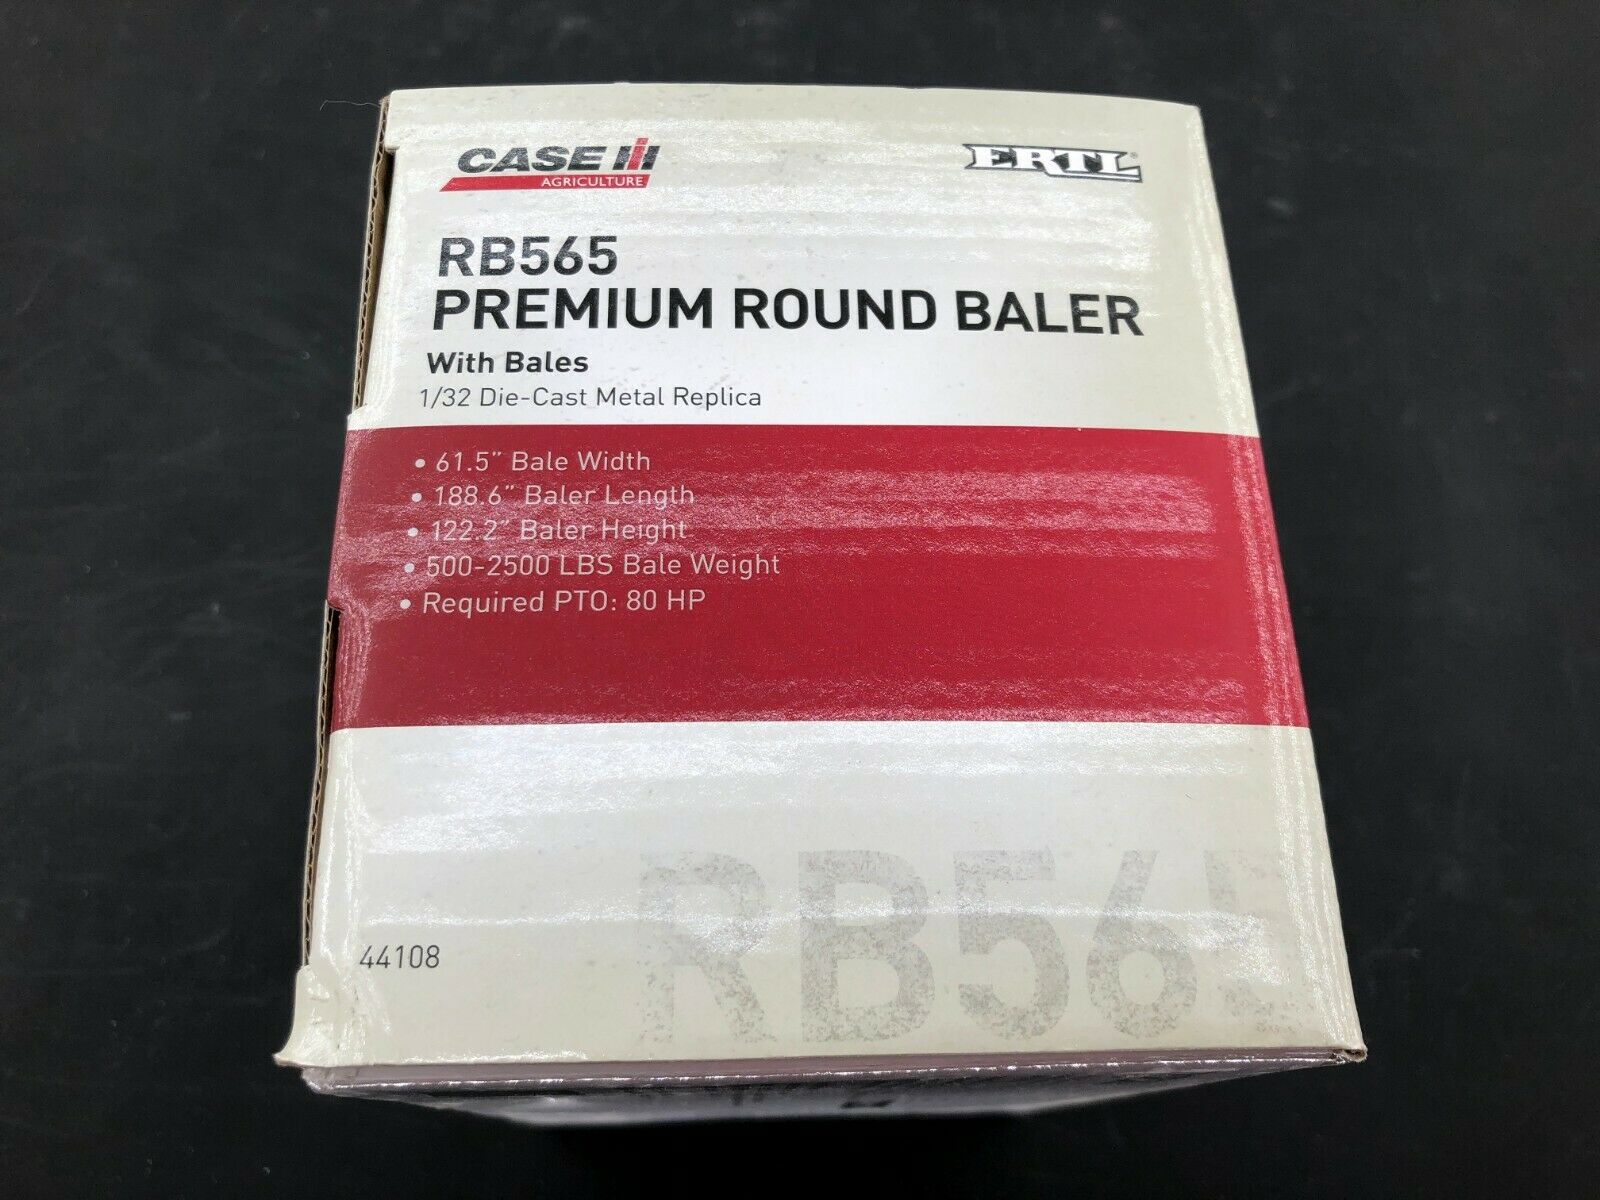 CASE IH
AGRICULTURE
ERTL®
RB565
PREMIUM ROUND BALER
With Bales
1/32 Die-Cast Metal Replica
• 61.5" Bale Width
• 188.6" Baler Length
• 122.2" Baler Height
• 500-2500 LBS Bale Weight
• Required PTO: 80 HP
RB565
44108